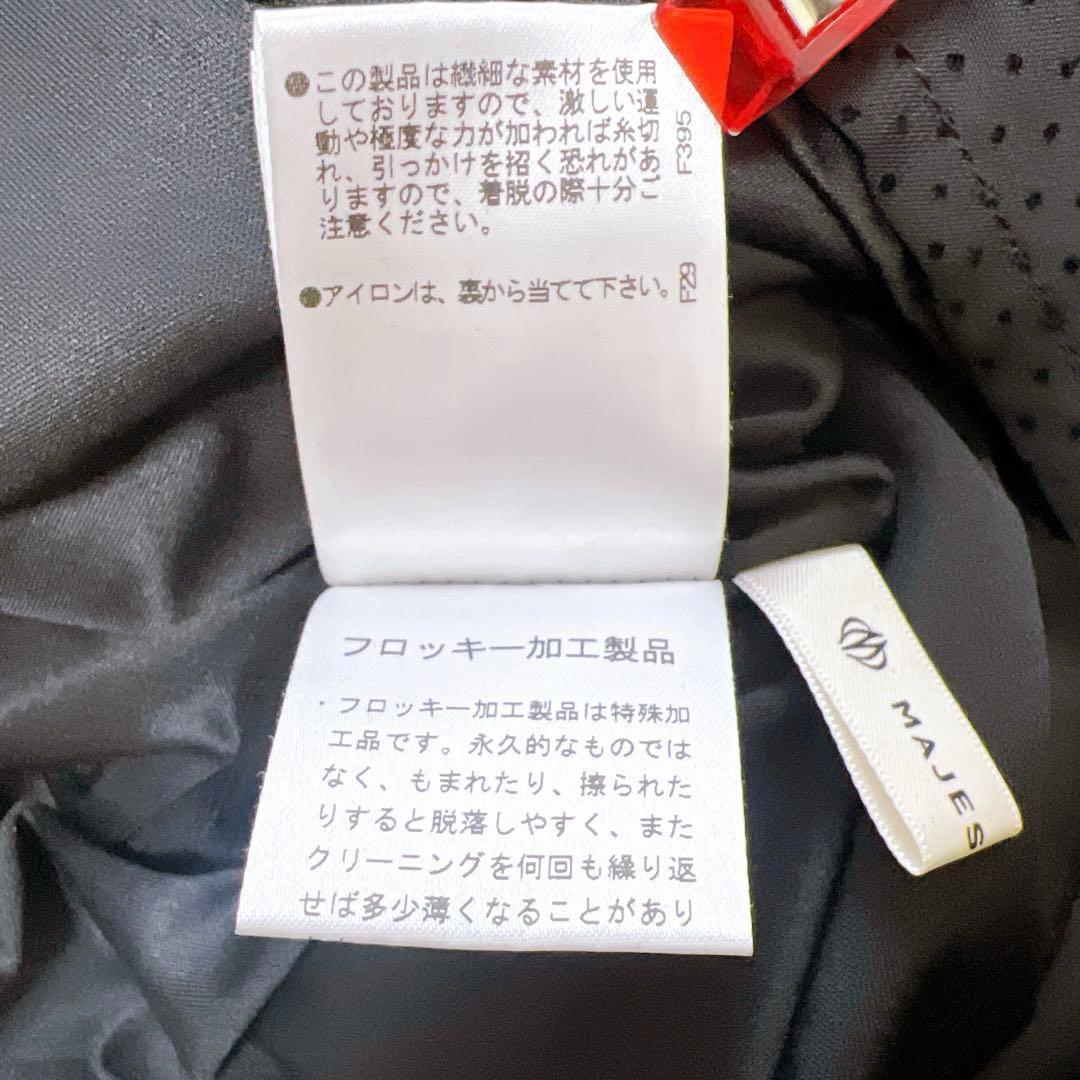 ●この製品は繊細な素材を使用
しておりますので、激しい運
動や極度な力が加われば糸切
れ、引っかけを招く恐れがあ
りますので、着脱の際十分ご
注意ください。
F395
●アイロンは、裏から当てて下さい。
F29
フロッキー加工製品
・フロッキー加工製品は特殊加
工品です。永久的なものでは
なく、もまれたり、擦られた
りすると脱落しやすく、また
クリーニングを何回も繰り返
せば多少薄くなることがあり
MAJES